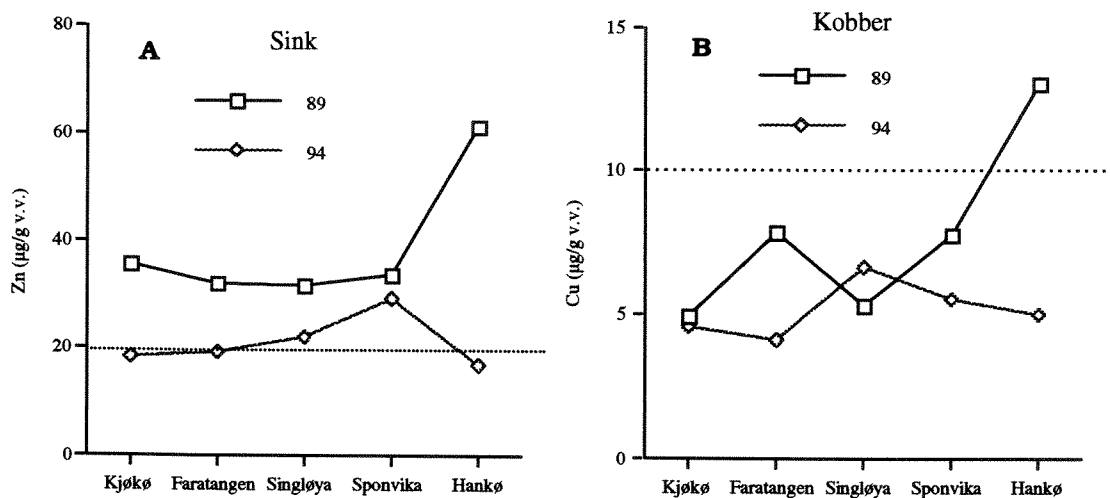 A
Sink
89
94
80
60
40
20
0
Zn (µg/g v.v.)
Kjøkø Faratangen Singløya Sponvika Hankø
B
Kobber
89
94
15
10
5
0
Cu (µg/g v.v.)
Kjøkø Faratangen Singløya Sponvika Hankø